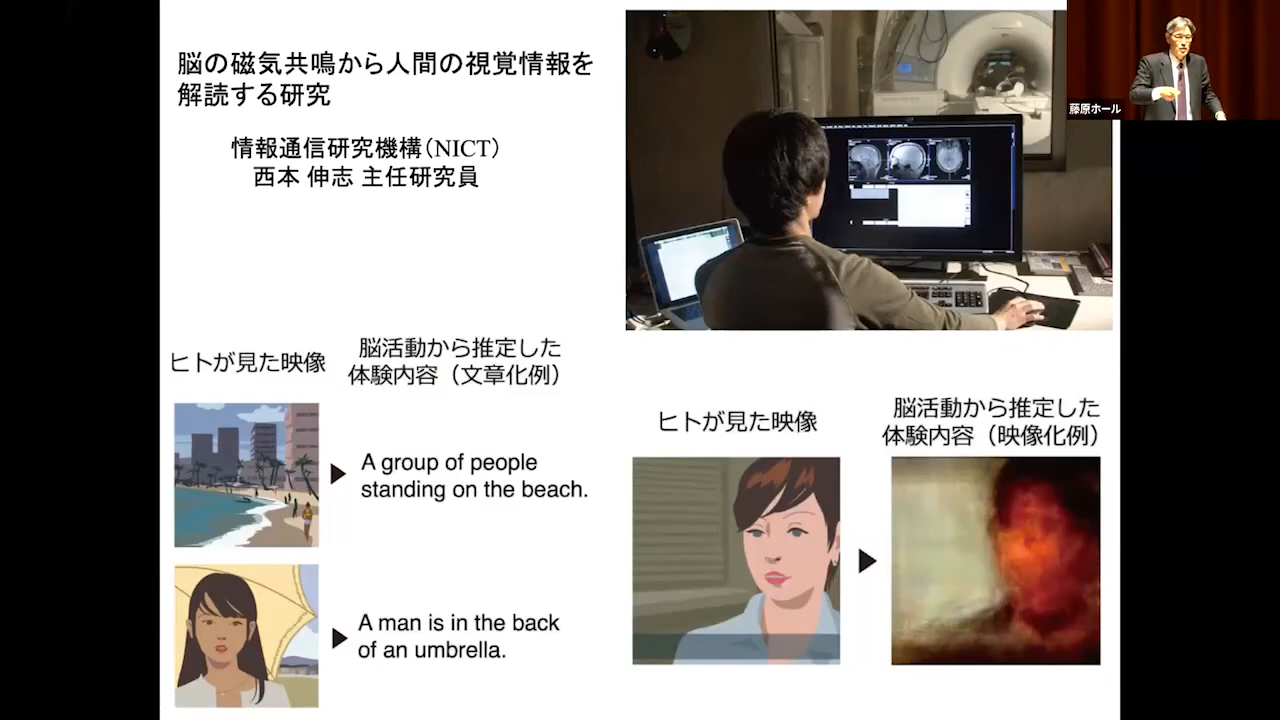 脳の磁気共鳴から人間の視覚情報を
解読する研究
情報通信研究機構（NICT）
西本 伸志 主任研究員
藤原ホール
ヒトが見た映像
脳活動から推定した
体験内容（文章化例）
A group of people
standing on the beach.
A man is in the back
of an umbrella.
ヒトが見た映像
脳活動から推定した
体験内容（映像化例）